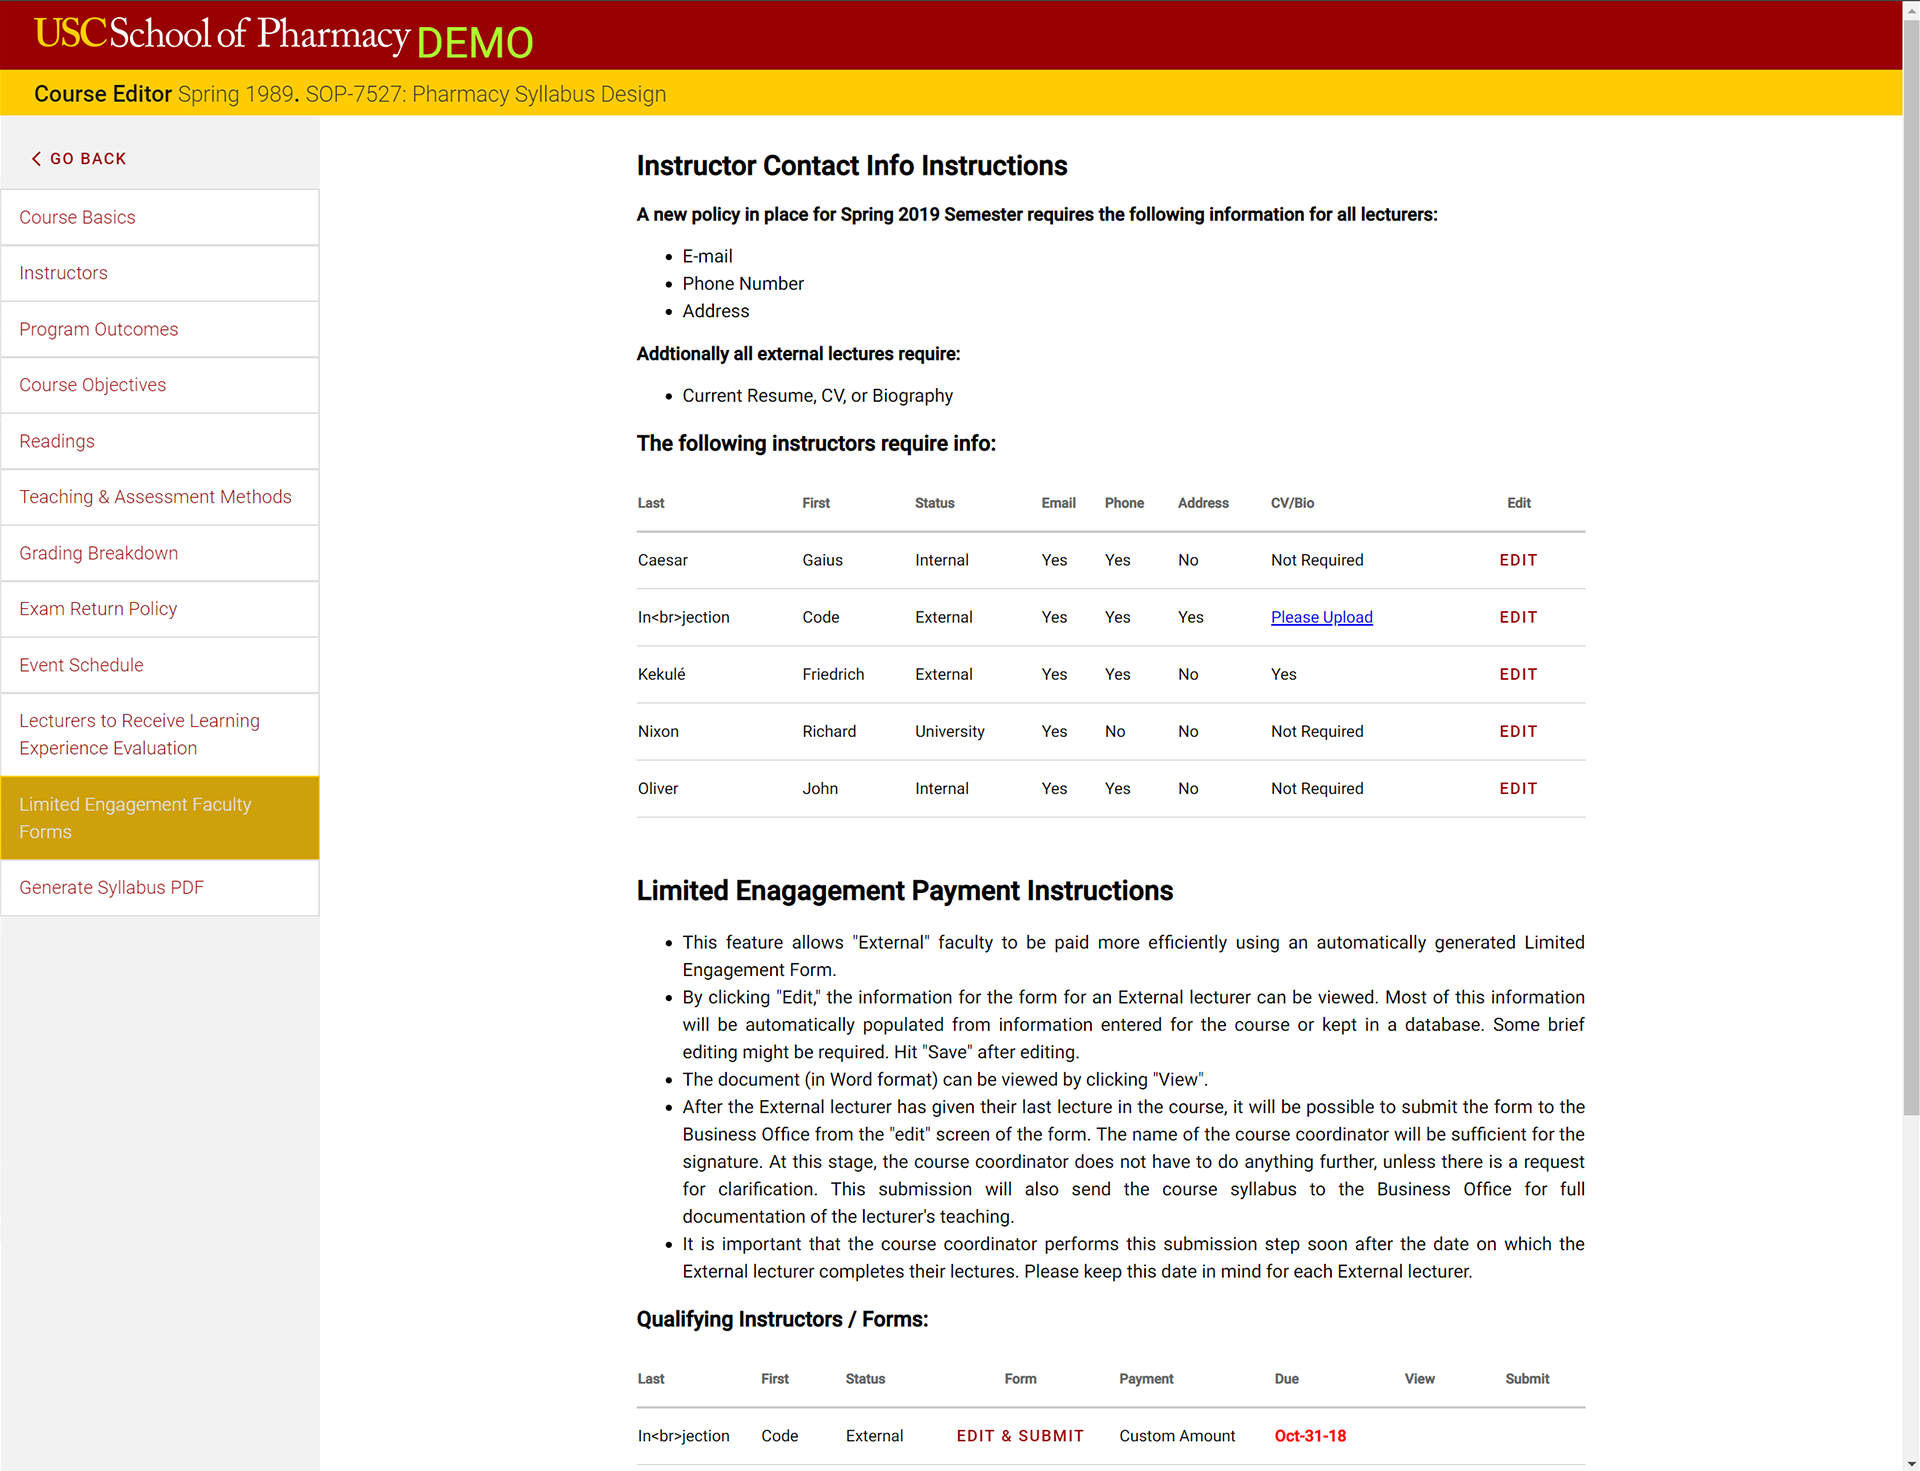 USC School of Pharmacy DEMO
Course Editor Spring 1989. SOP-7527: Pharmacy Syllabus Design
GO BACK
Course Basics
Instructors
Program Outcomes
Course Objectives
Readings
Teaching & Assessment Methods
Grading Breakdown
Exam Return Policy
Event Schedule
Lecturers to Receive Learning
Experience Evaluation
Limited Engagement Faculty
Forms
Generate Syllabus PDF
Instructor Contact Info Instructions
A new policy in place for Spring 2019 Semester requires the following information for all lecturers:
• E-mail
• Phone Number
• Address
Addtionally all external lectures require:
• Current Resume, CV, or Biography
The following instructors require info:
Last First Status Email Phone Address CV/Bio Edit
Caesar Gaius Internal Yes Yes No Not Required EDIT
In<br>jection Code External Yes Yes Yes Please Upload EDIT
Kekulé Friedrich External Yes Yes No Yes EDIT
Nixon Richard University Yes No No Not Required EDIT
Oliver John Internal Yes Yes No Not Required EDIT
Limited Enagagement Payment Instructions
• This feature allows "External" faculty to be paid more efficiently using an automatically generated Limited
Engagement Form.
• By clicking "Edit," the information for the form for an External lecturer can be viewed. Most of this information
will be automatically populated from information entered for the course or kept in a database. Some brief
editing might be required. Hit "Save" after editing.
• The document (in Word format) can be viewed by clicking "View".
• After the External lecturer has given their last lecture in the course, it will be possible to submit the form to the
Business Office from the "edit" screen of the form. The name of the course coordinator will be sufficient for the
signature. At this stage, the course coordinator does not have to do anything further, unless there is a request
for clarification. This submission will also send the course syllabus to the Business Office for full
documentation of the lecturer's teaching.
• It is important that the course coordinator performs this submission step soon after the date on which the
External lecturer completes their lectures. Please keep this date in mind for each External lecturer.
Qualifying Instructors / Forms:
Last First Status Form Payment Due View Submit
In<br>jection Code External EDIT & SUBMIT Custom Amount Oct-31-18